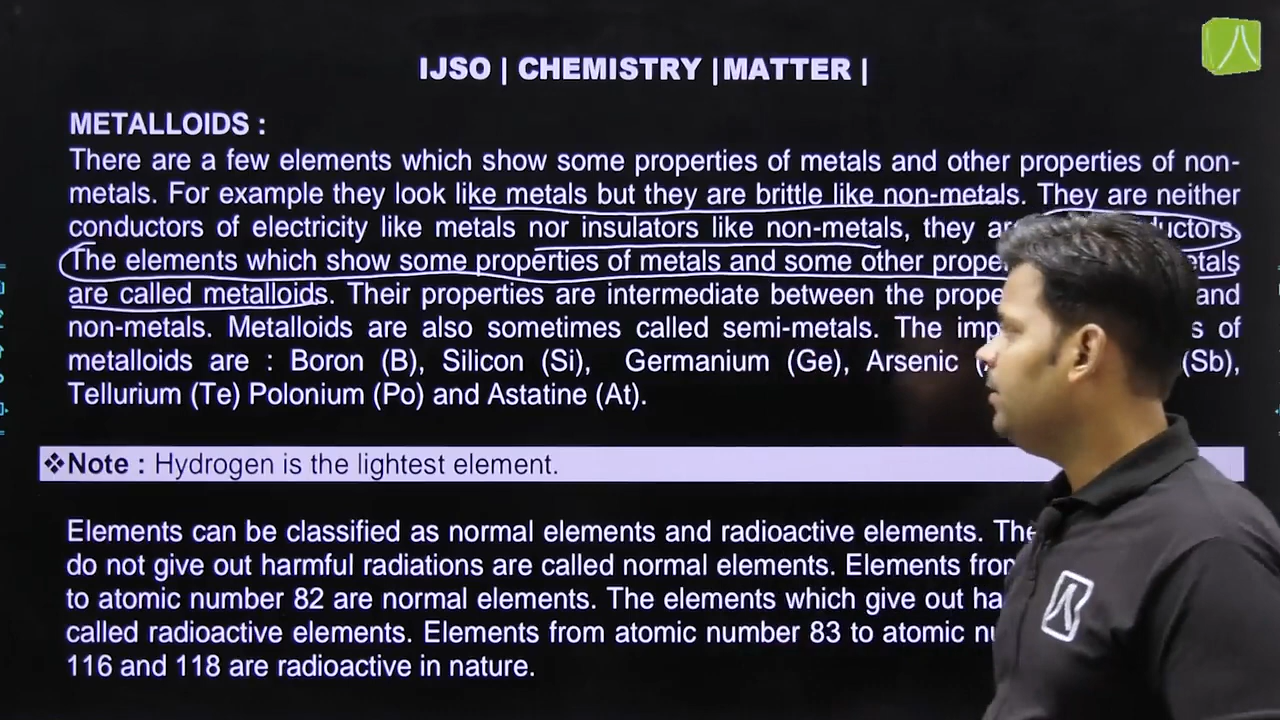 IJSO | CHEMISTRY |MATTER |
METALLOIDS :
There are a few elements which show some properties of metals and other properties of non-
metals. For example they look like metals but they are brittle like non-metals. They are neither
conductors of electricity like metals nor insulators like non-metals, they
The elements which show some properties of metals and some other
are called metalloids. Their properties are intermediate between the and
non-metals. Metalloids are also sometimes called semi-metals. The of
metalloids are : Boron (B), Silicon (Si), Germanium (Ge), Arsenic (Sb),
Tellurium (Te) Polonium (Po) and Astatine (At).
❖Note : Hydrogen is the lightest element.
Elements can be classified as normal elements and radioactive elements.
do not give out harmful radiations are called normal elements. Elements
to atomic number 82 are normal elements. The elements which give out
called radioactive elements. Elements from atomic number 83 to atomic
116 and 118 are radioactive in nature.